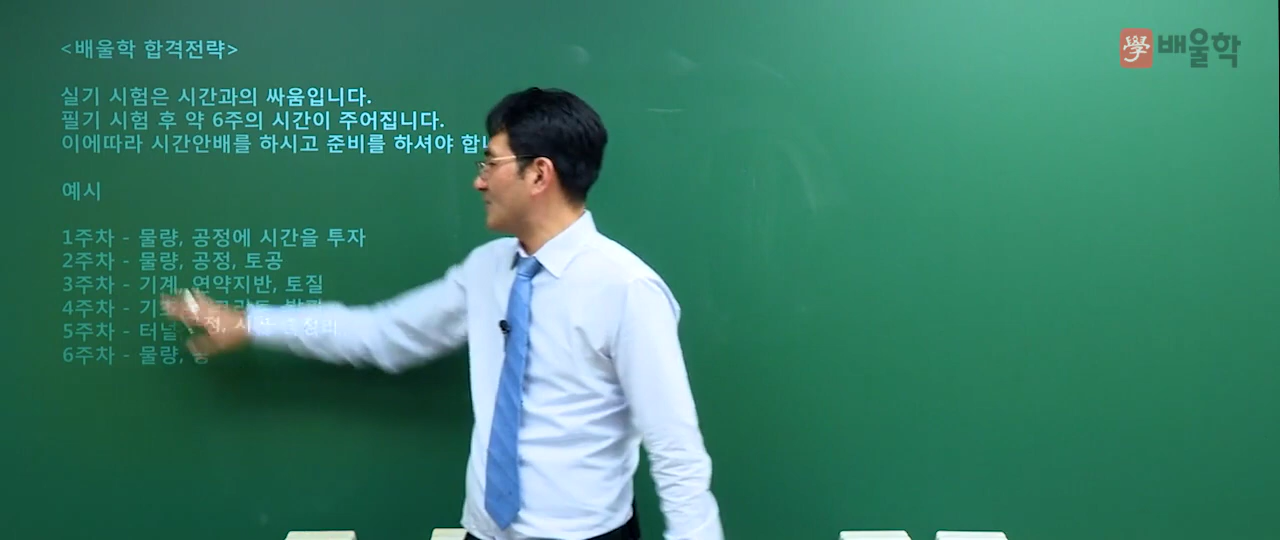 <배울학 합격전략>
學배울학
실기 시험은 시간과의 싸움입니다.
필기 시험 후 약 6주의 시간이 주어집니다.
이에따라 시간안배를 하시고 준비를 하셔야
예시
1주차 - 물량, 공정에 시간을 투자
2주차 - 물량, 공정, 토공
3주차 - 기계, 연약지반, 토질
4주차 -
5주차 - 터널
6주차 - 물량,